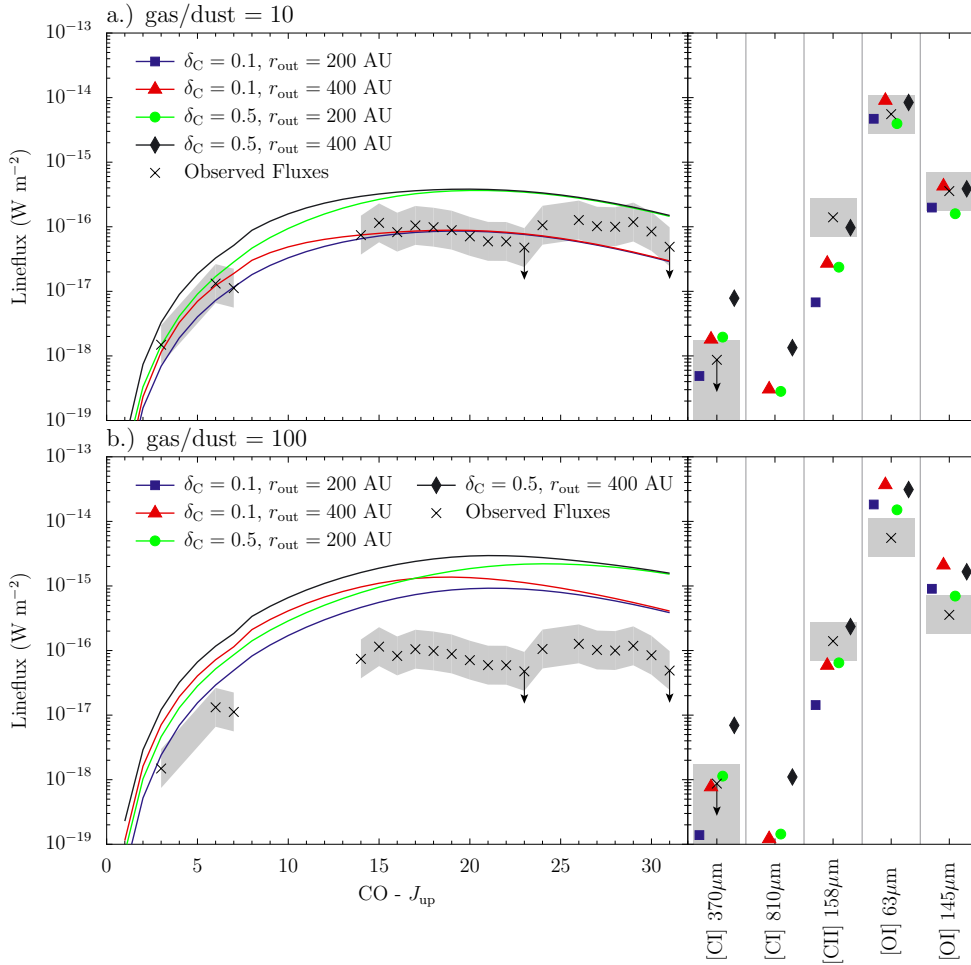 a.) gas/dust = 10
10⁻¹³
10⁻¹⁴
10⁻¹⁵
10⁻¹⁶
10⁻¹⁷
10⁻¹⁸
10⁻¹⁹
Lineflux (W m⁻²)
δ_C = 0.1, r_out = 200 AU
δ_C = 0.1, r_out = 400 AU
δ_C = 0.5, r_out = 200 AU
δ_C = 0.5, r_out = 400 AU
Observed Fluxes
b.) gas/dust = 100
10⁻¹³
10⁻¹⁴
10⁻¹⁵
10⁻¹⁶
10⁻¹⁷
10⁻¹⁸
10⁻¹⁹
Lineflux (W m⁻²)
δ_C = 0.1, r_out = 200 AU
δ_C = 0.1, r_out = 400 AU
δ_C = 0.5, r_out = 200 AU
δ_C = 0.5, r_out = 400 AU
Observed Fluxes
0 5 10 15 20 25 30
CO - J_up
[CI] 370μm
[CI] 810μm
[CII] 158μm
[OI] 63μm
[OI] 145μm